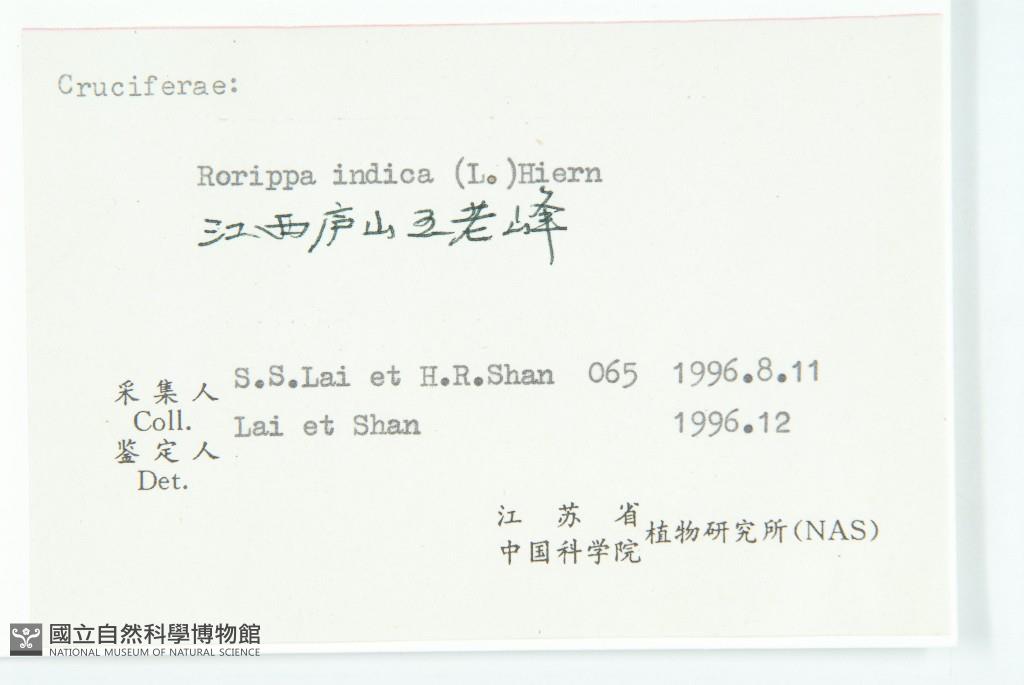 Cruciferae:
Rorippa indica (L.)Hiern
江西庐山五老峰
采集人 S.S.Lai et H.R.Shan 065 1996.8.11
Coll.
鉴定人 Lai et Shan 1996.12
Det.
江苏省
中国科学院 植物研究所(NAS)
國立自然科學博物館
NATIONAL MUSEUM OF NATURAL SCIENCE